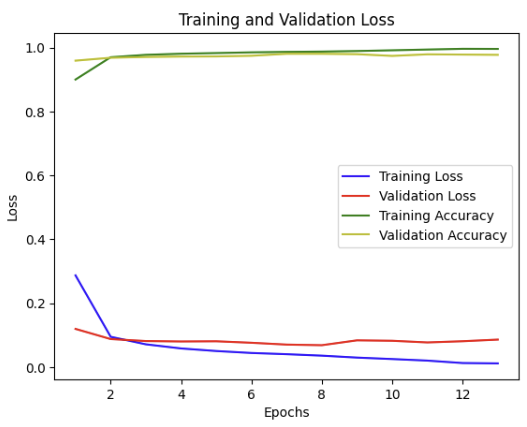 Training and Validation Loss
1.0
0.8
0.6
0.4
0.2
0.0
Loss
Training Loss
Validation Loss
Training Accuracy
Validation Accuracy
2 4 6 8 10 12
Epochs